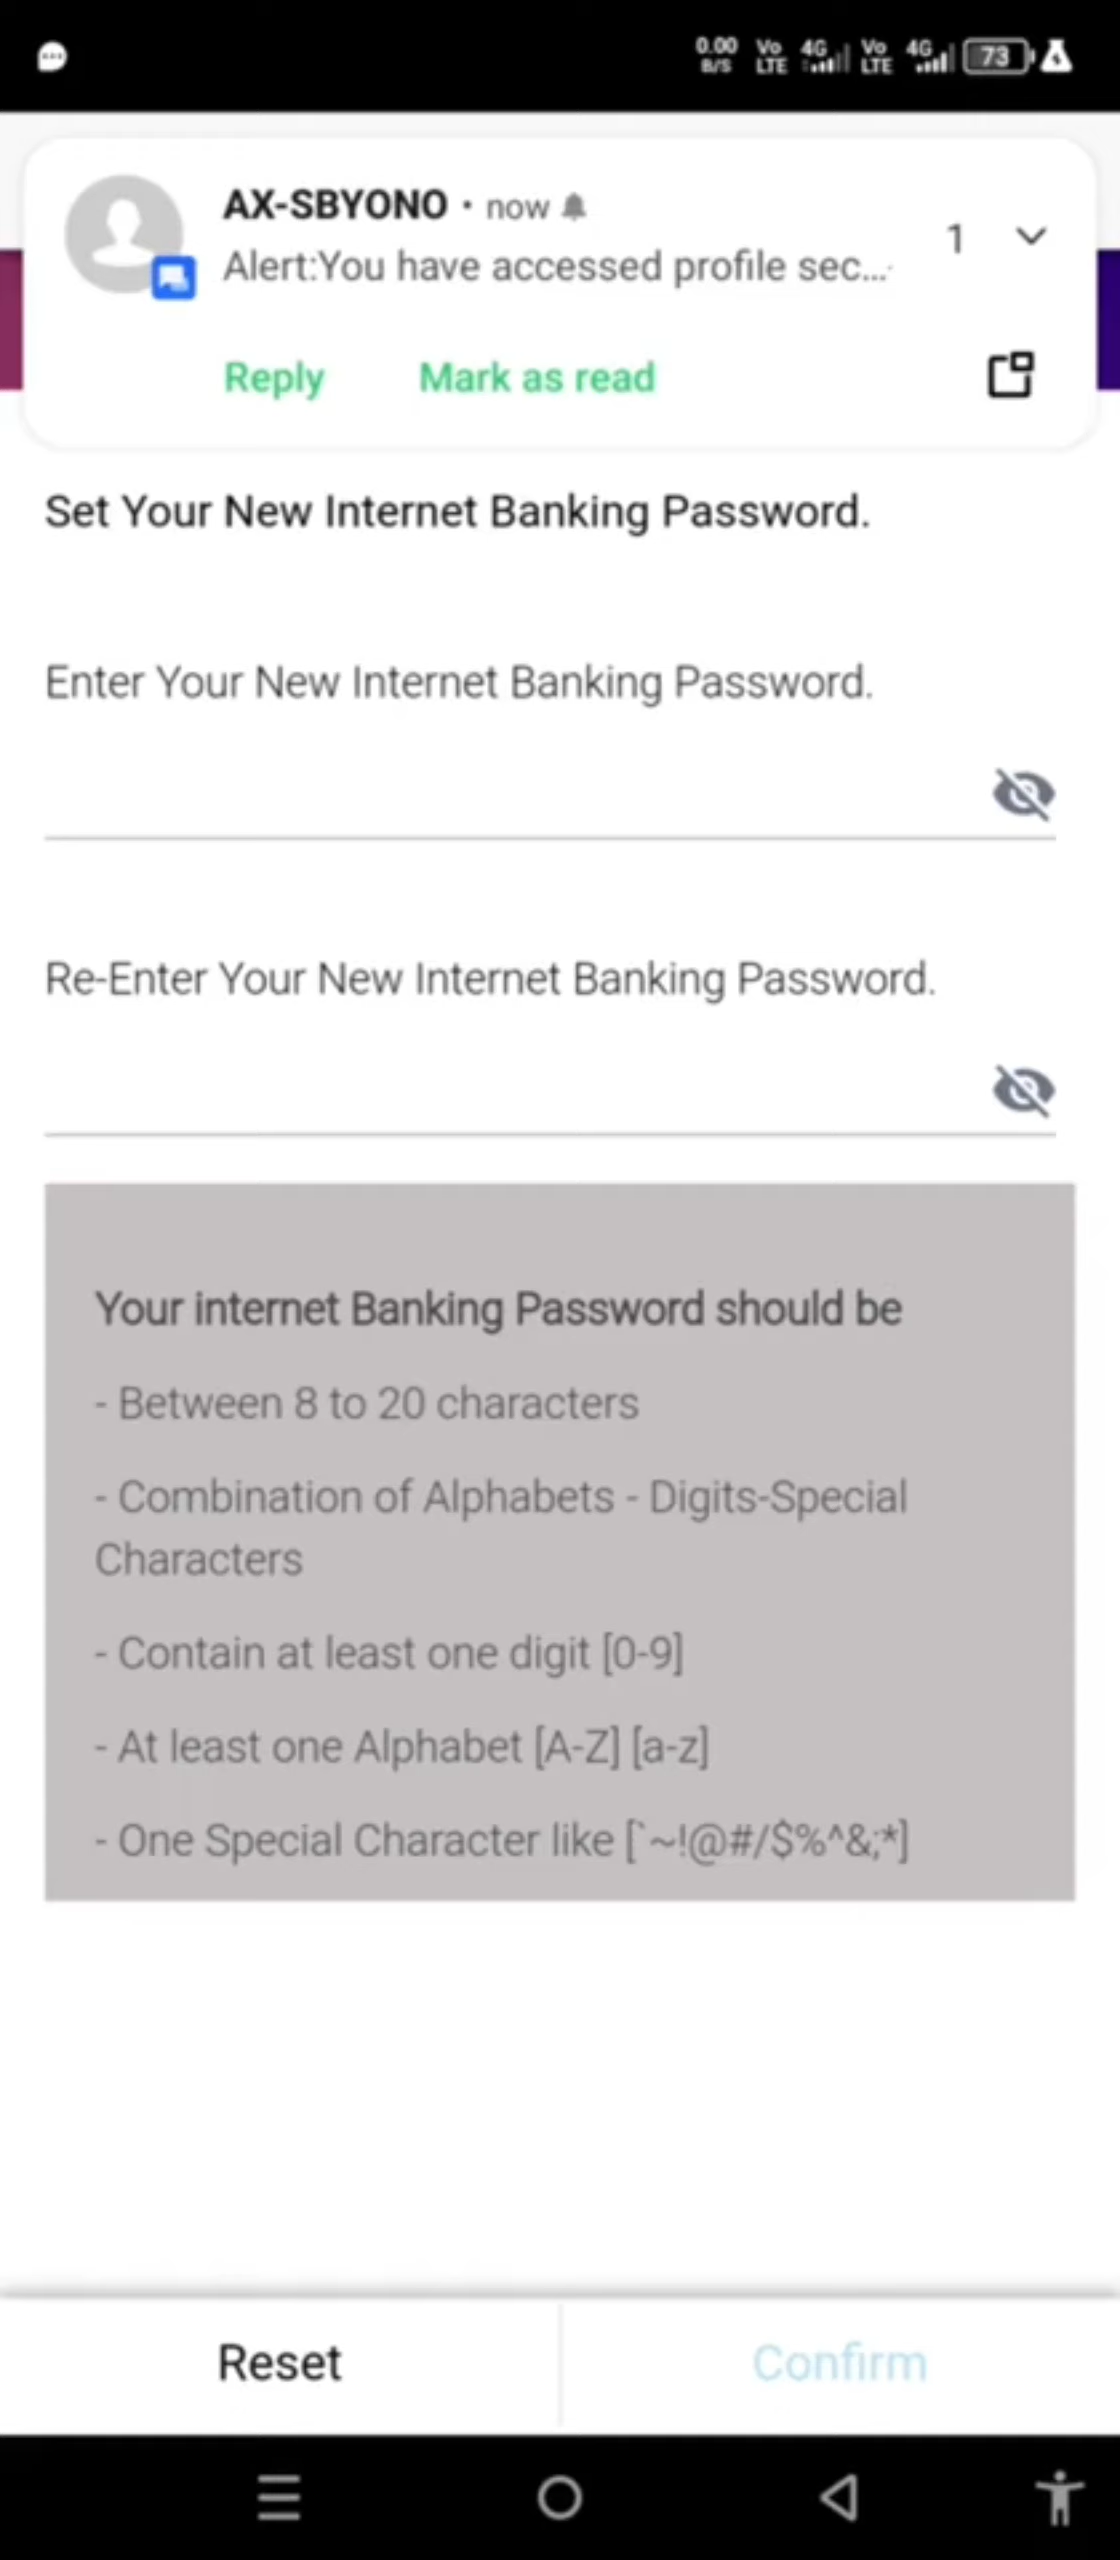 0.00 B/S Vo LTE 4G Vo LTE 4G 73
AX-SBYONO • now
Alert:You have accessed profile sec...
1
Reply Mark as read
Set Your New Internet Banking Password.
Enter Your New Internet Banking Password.
Re-Enter Your New Internet Banking Password.
Your internet Banking Password should be
- Between 8 to 20 characters
- Combination of Alphabets - Digits-Special
Characters
- Contain at least one digit [0-9]
- At least one Alphabet [A-Z] [a-z]
- One Special Character like [`~!@#/$%^&;*]
Reset Confirm